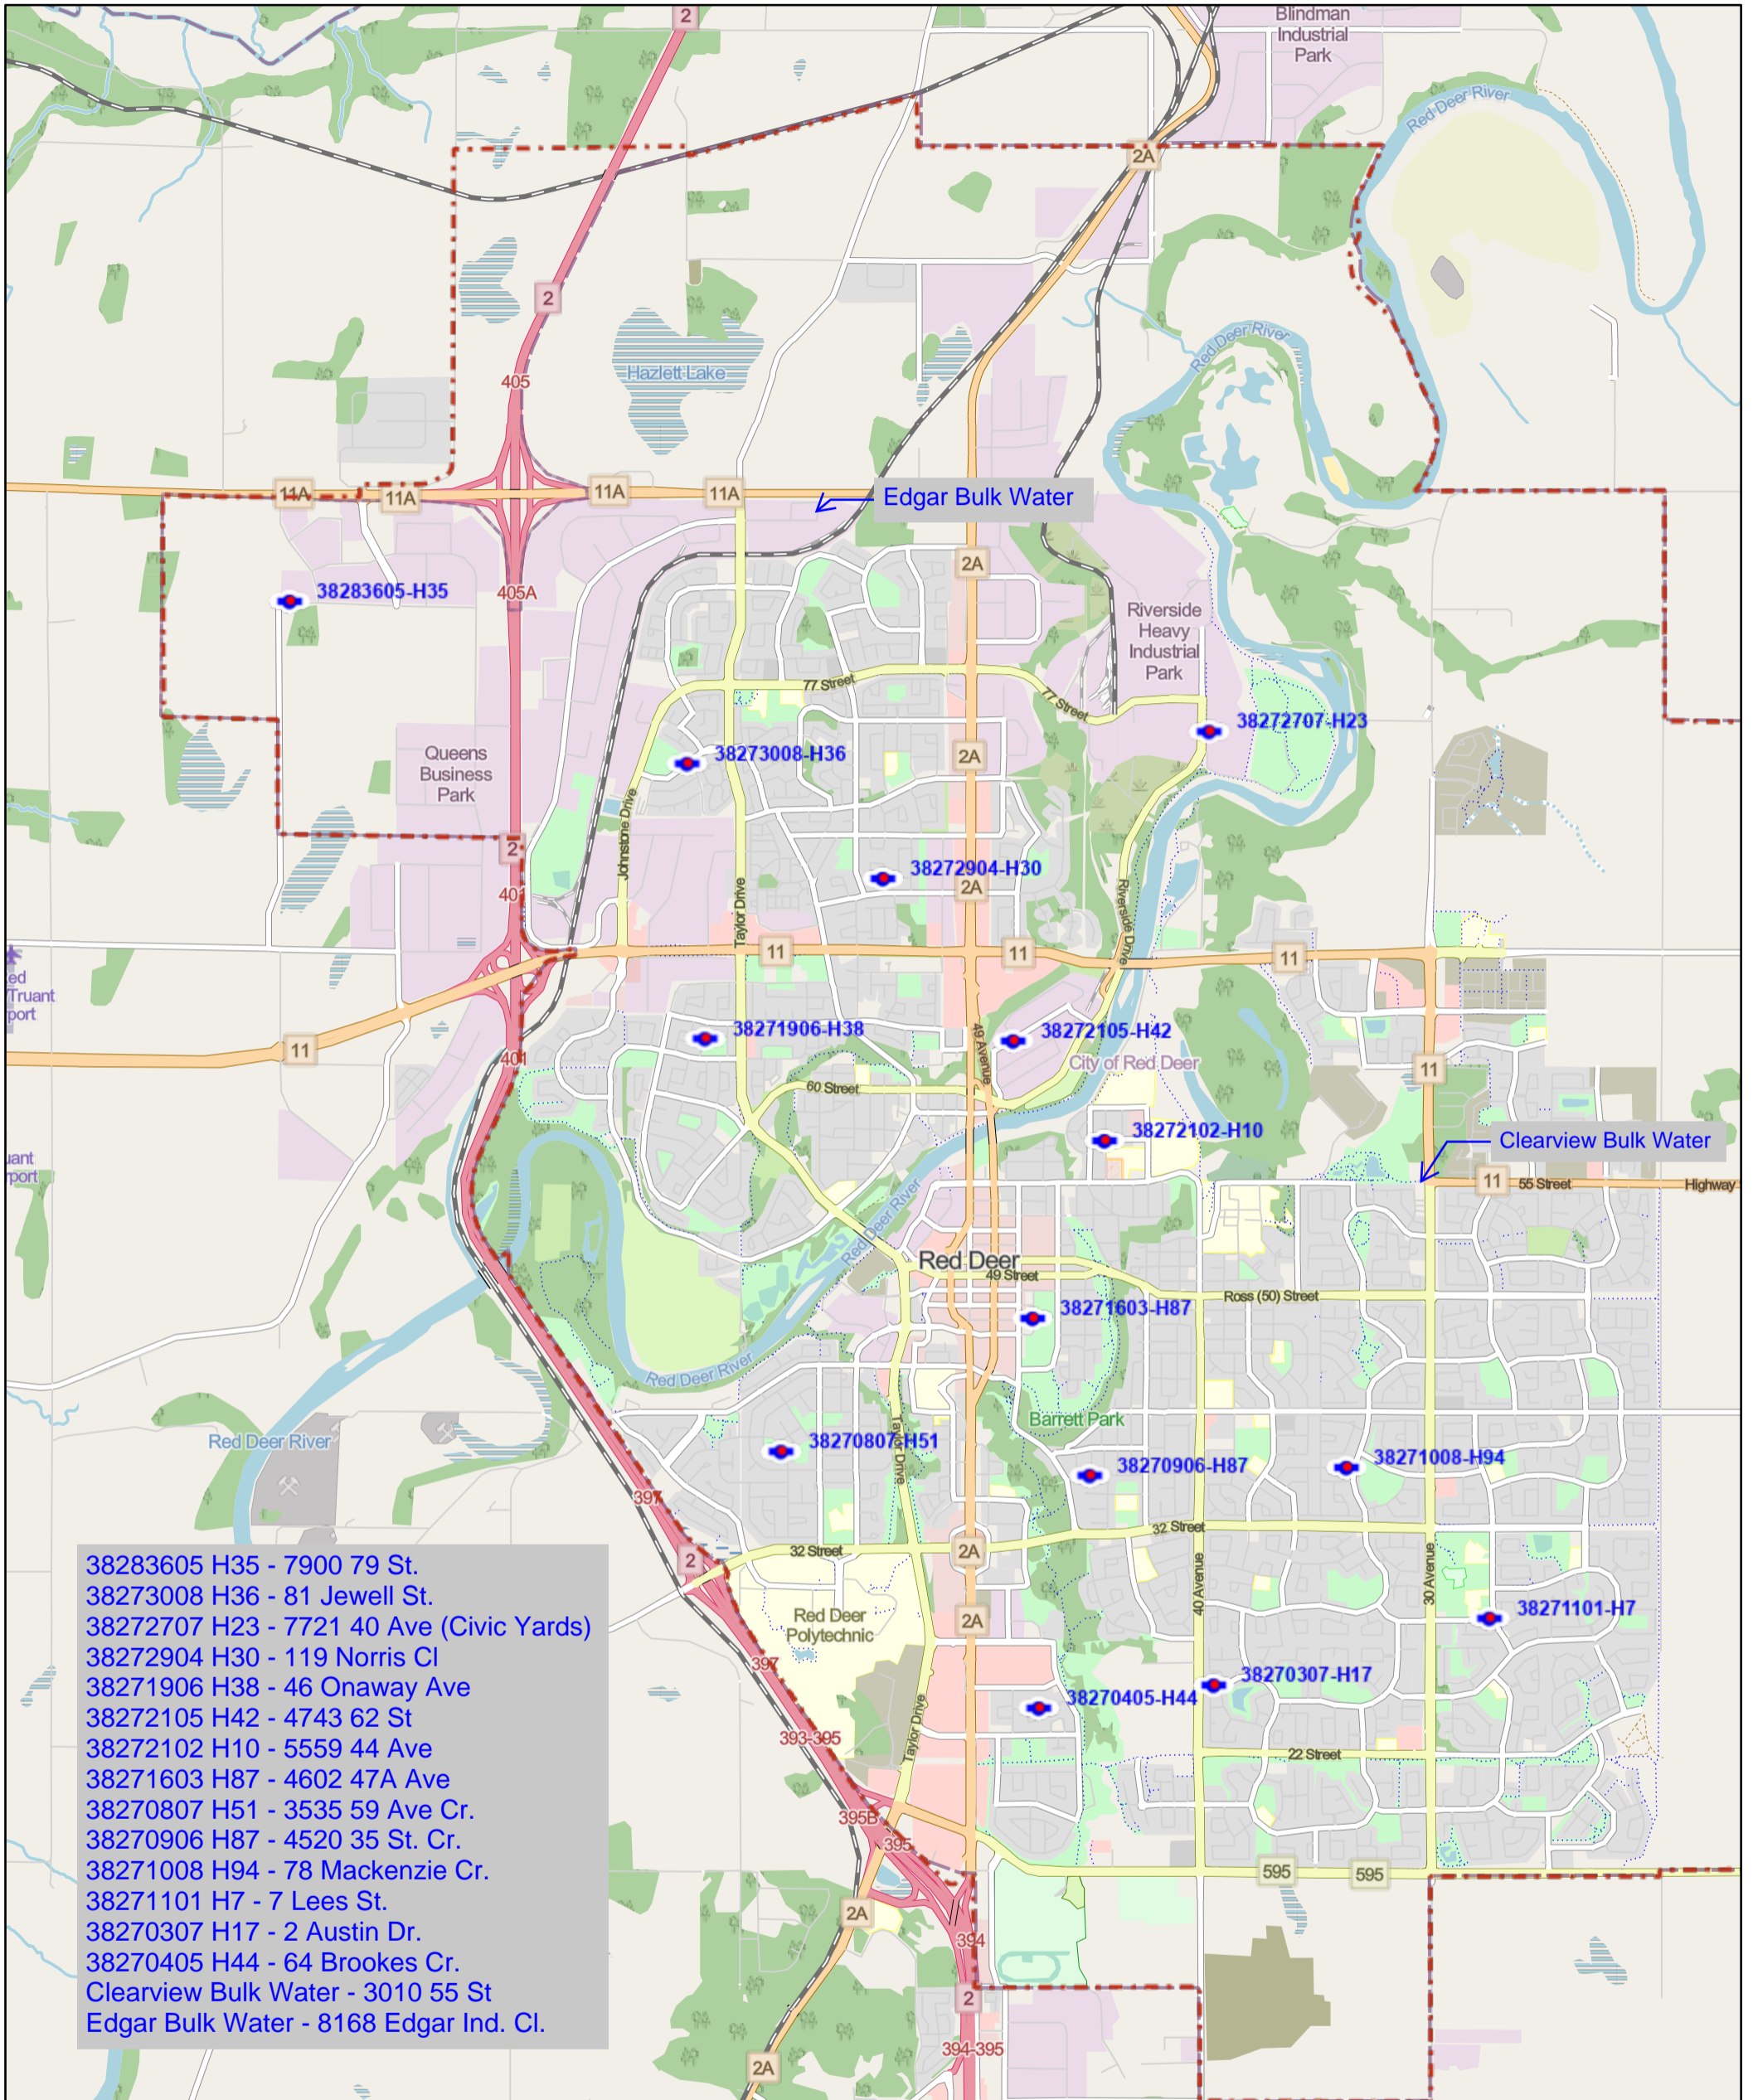 2
Blindman
Industrial
Park
Red Deer River
2A
2
Red Deer River
405
Hazlett Lake
11A
11A
11A
11A
Edgar Bulk Water
2A
38283605-H35
405A
Riverside
Heavy
Industrial
Park
77 Street
77 Street
38272707-H23
Queens
Business
Park
38273008-H36
2A
Johnstone Drive
2
38272904-H30
2A
401
Taylor Drive
Riverside Drive
11
11
11
ed
Truant
port
11
38271906-H38
49 Avenue
38272105-H42
City of Red Deer
401
11
60 Street
38272102-H10
Clearview Bulk Water
uant
rport
11
55 Street
Highway
Red Deer River
Red Deer
49 Street
Ross (50) Street
38271603-H87
Red Deer River
Barrett Park
Red Deer River
38270807-H51
Taylor Drive
38270906-H87
38271008-H94
397
32 Street
32 Street
2
2A
40 Avenue
30 Avenue
Red Deer
Polytechnic
2A
38271101-H7
397
38270307-H17
38270405-H44
393-395
Taylor Drive
22 Street
395B
395
595
595
2A
394
2
394-395
2A
38283605 H35 - 7900 79 St.
38273008 H36 - 81 Jewell St.
38272707 H23 - 7721 40 Ave (Civic Yards)
38272904 H30 - 119 Norris Cl
38271906 H38 - 46 Onaway Ave
38272105 H42 - 4743 62 St
38272102 H10 - 5559 44 Ave
38271603 H87 - 4602 47A Ave
38270807 H51 - 3535 59 Ave Cr.
38270906 H87 - 4520 35 St. Cr.
38271008 H94 - 78 Mackenzie Cr.
38271101 H7 - 7 Lees St.
38270307 H17 - 2 Austin Dr.
38270405 H44 - 64 Brookes Cr.
Clearview Bulk Water - 3010 55 St
Edgar Bulk Water - 8168 Edgar Ind. Cl.